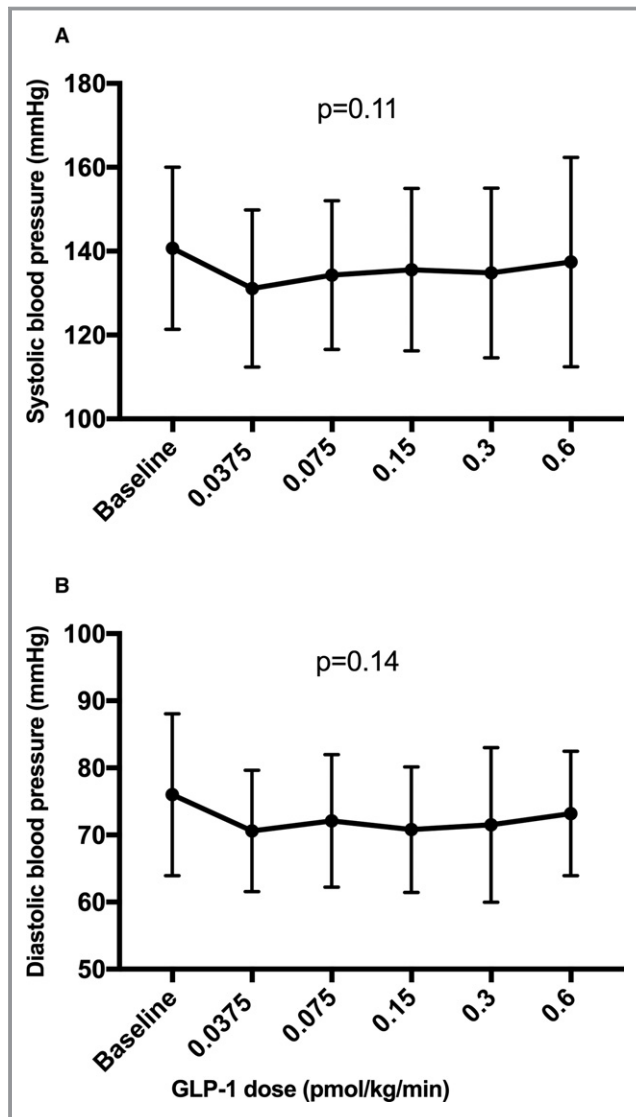 A
Systolic blood pressure (mmHg)
180
160
140
120
100
p=0.11
Baseline
0.0375
0.075
0.15
0.3
0.6
B
Diastolic blood pressure (mmHg)
100
90
80
70
60
50
p=0.14
Baseline
0.0375
0.075
0.15
0.3
0.6
GLP-1 dose (pmol/kg/min)